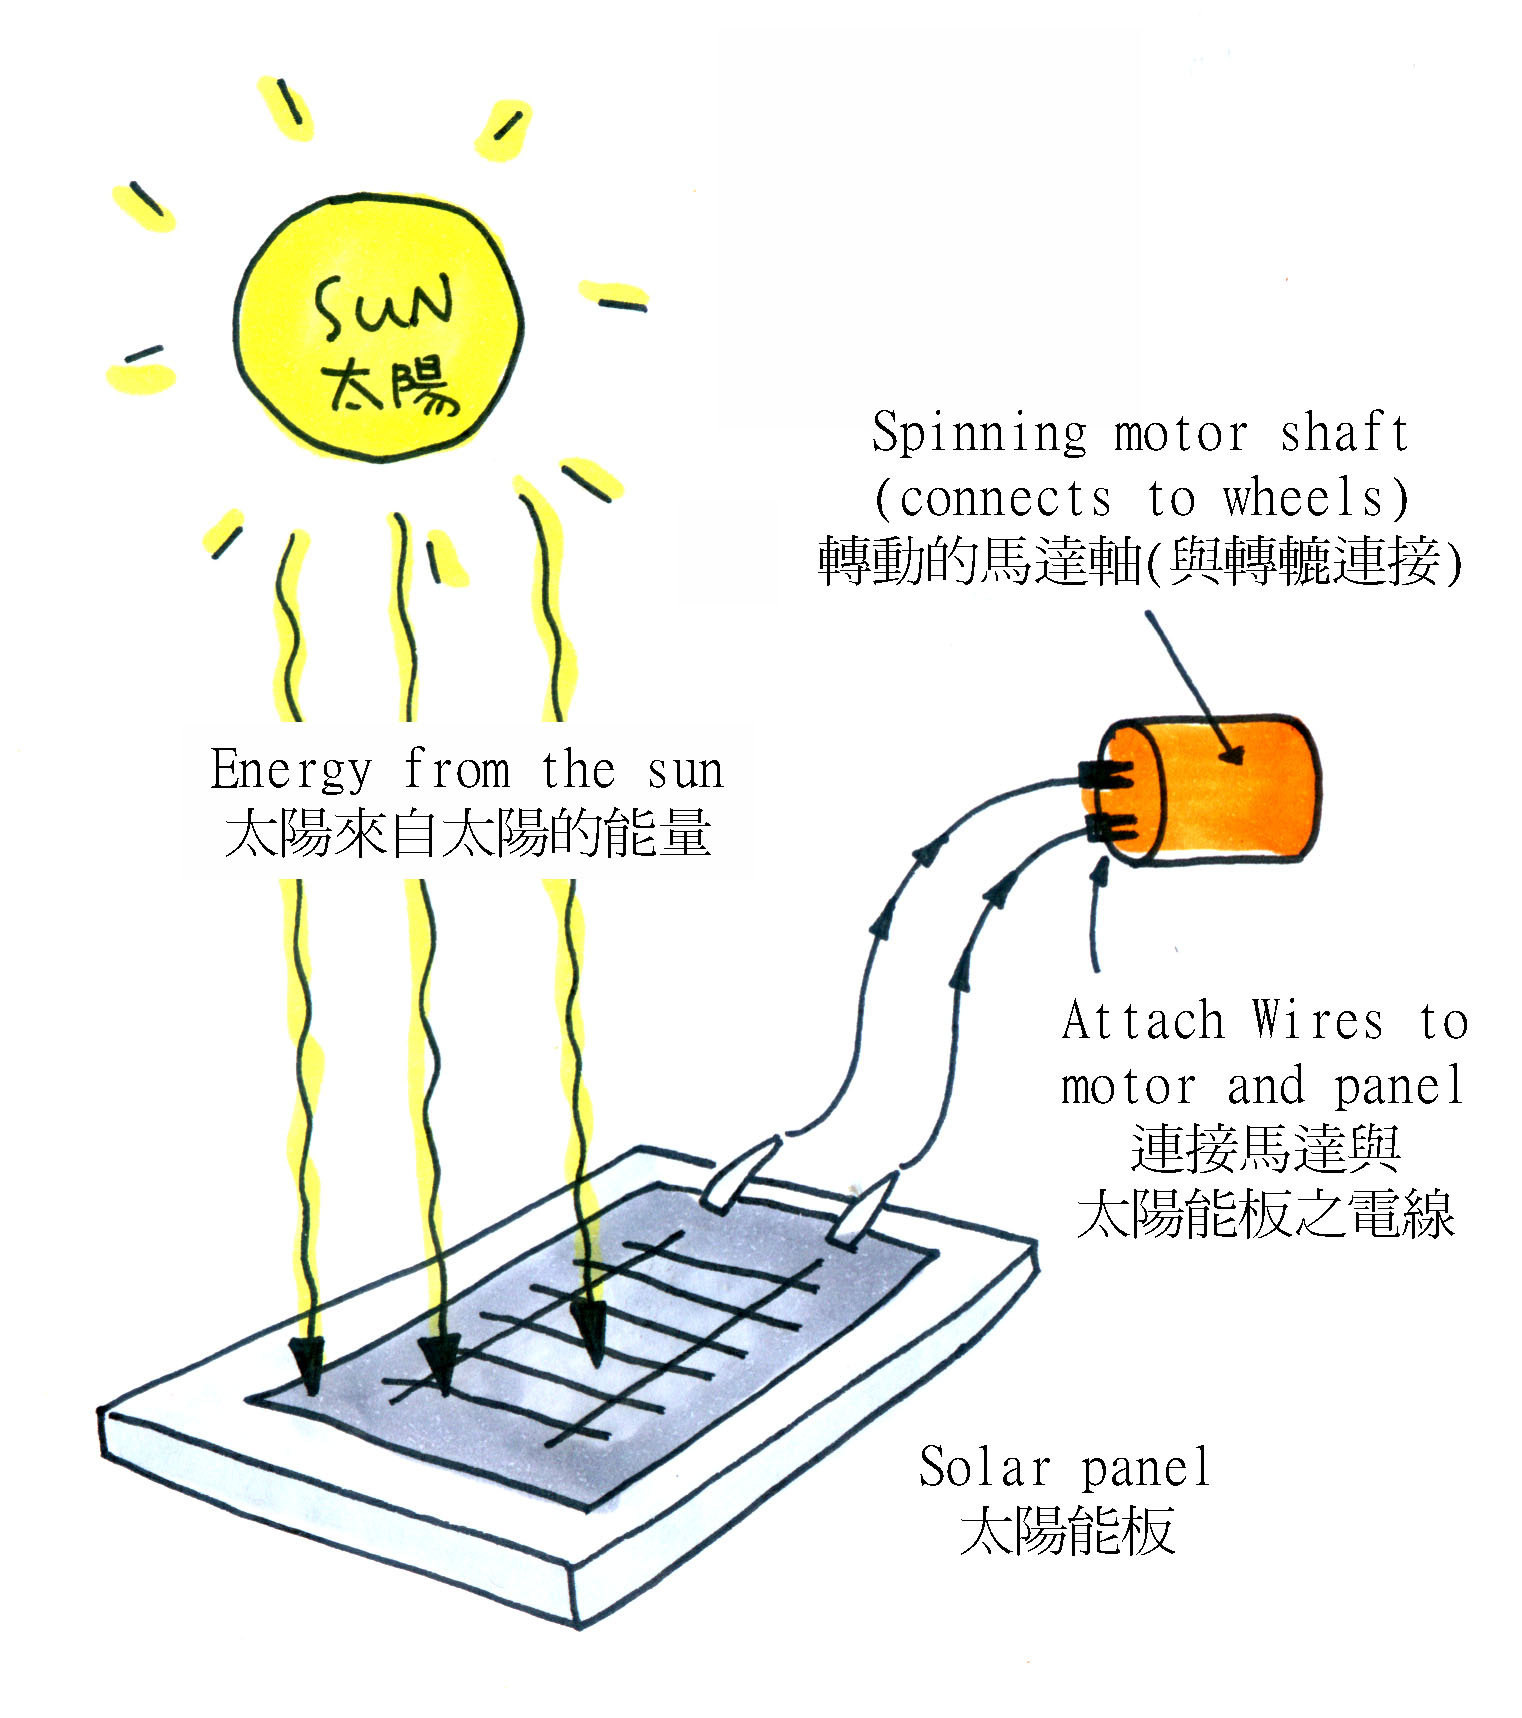 SUN
太陽
Spinning motor shaft
(connects to wheels)
轉動的馬達軸(與轉轆連接)
Energy from the sun
太陽來自太陽的能量
Attach Wires to
motor and panel
連接馬達與
太陽能板之電線
Solar panel
太陽能板